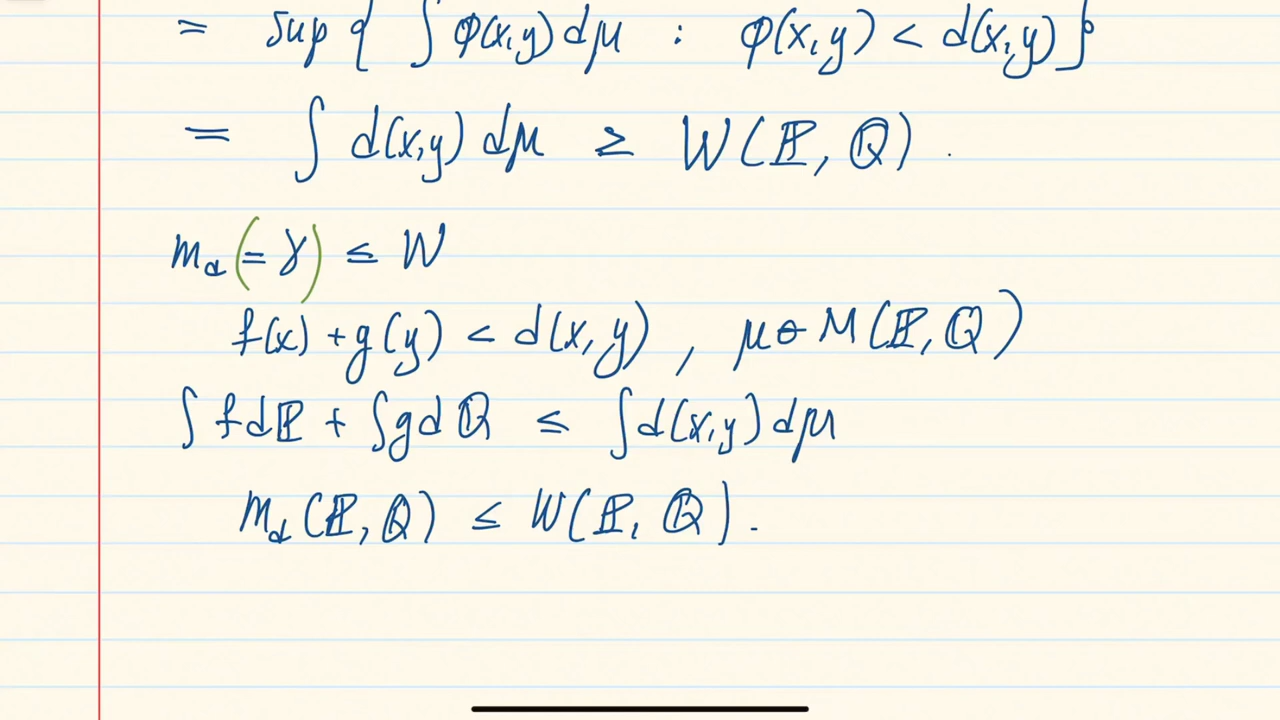 = sup { ∫ φ(x,y) dμ : φ(x,y) < d(x,y) }
= ∫ d(x,y) dμ ≥ W(ℙ, ℚ).
m_d (= γ) ≤ W
f(x) + g(y) < d(x,y), μ ∈ M(ℙ, ℚ)
∫ f dℙ + ∫ g dℚ ≤ ∫ d(x,y) dμ
m_d(ℙ, ℚ) ≤ W(ℙ, ℚ).